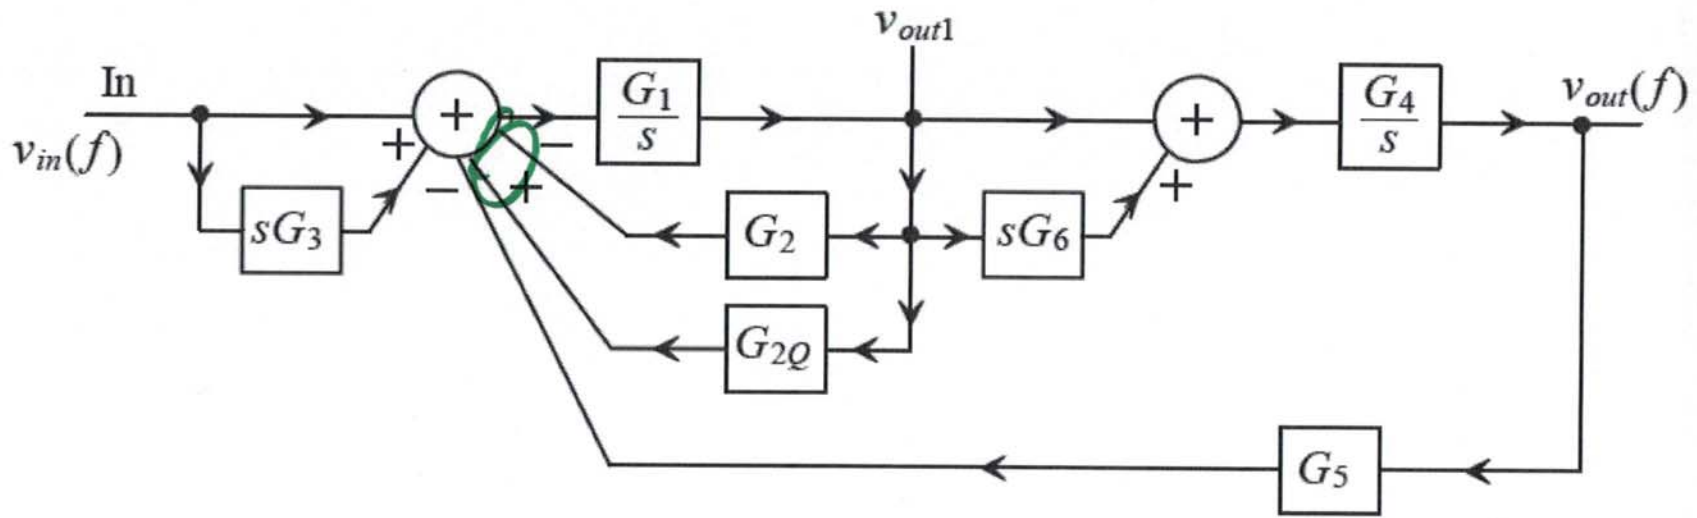 v_out1
In
v_in(f)
+
+
−
−
+
G_1
s
sG_3
G_2
G_2Q
sG_6
+
+
G_4
s
v_out(f)
G_5